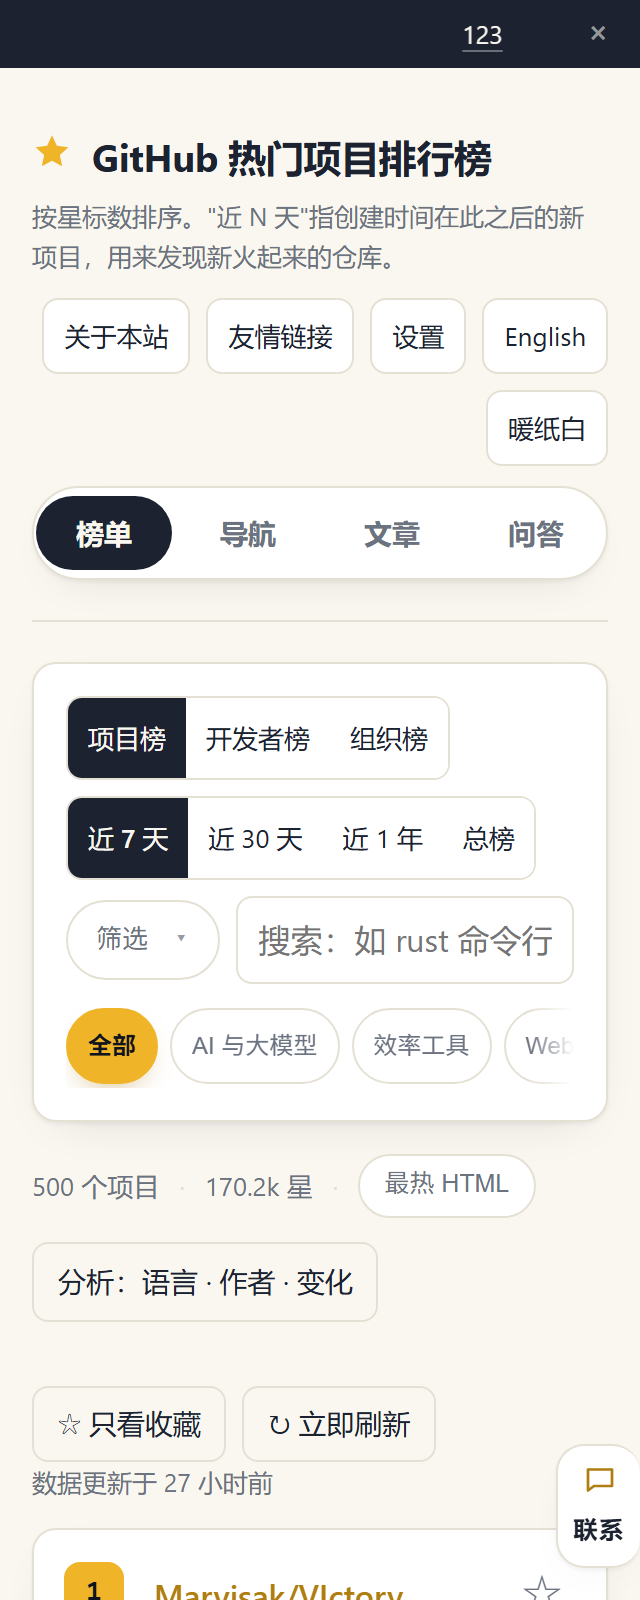 123 ×
GitHub 热门项目排行榜
按星标数排序。"近 N 天"指创建时间在此之后的新
项目，用来发现新火起来的仓库。
关于本站 友情链接 设置 English
暖纸白
榜单 导航 文章 问答
项目榜 开发者榜 组织榜
近 7 天 近 30 天 近 1 年 总榜
筛选 ▾ 搜索：如 rust 命令行
全部 AI 与大模型 效率工具 Web
500 个项目 · 170.2k 星 · 最热 HTML
分析：语言 · 作者 · 变化
☆ 只看收藏 ↻ 立即刷新
数据更新于 27 小时前
联系
1 Marvisak/VIctory ☆